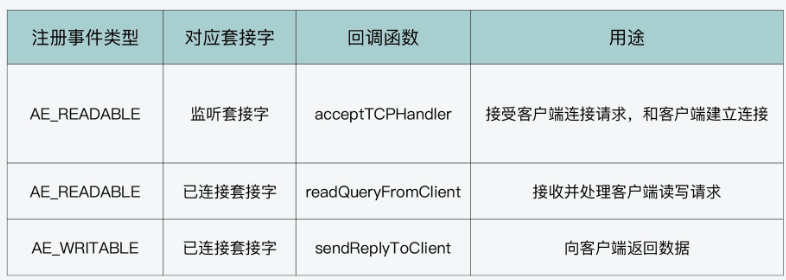 注册事件类型 对应套接字 回调函数 用途
AE_READABLE 监听套接字 acceptTCPHandler 接受客户端连接请求，和客户端建立连接
AE_READABLE 已连接套接字 readQueryFromClient 接收并处理客户端读写请求
AE_WRITABLE 已连接套接字 sendReplyToClient 向客户端返回数据